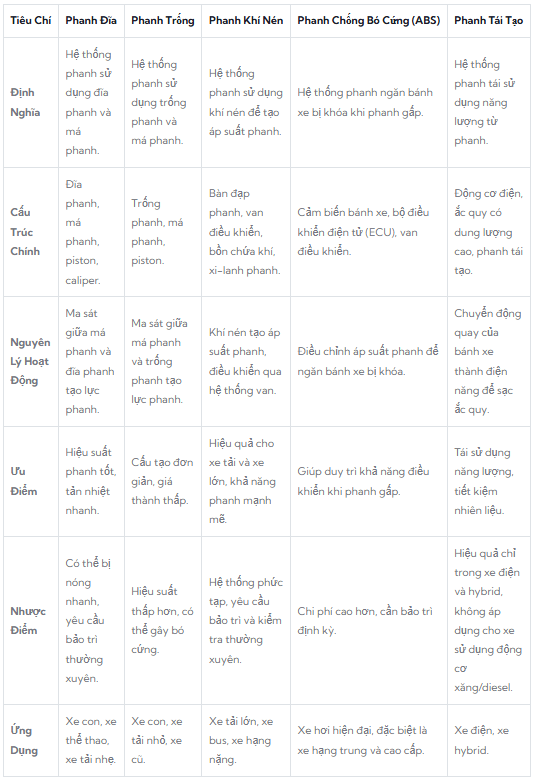 Tiêu Chí
Phanh Đĩa
Phanh Trống
Phanh Khí Nén
Phanh Chống Bó Cứng (ABS)
Phanh Tái Tạo
Định
Nghĩa
Hệ thống
phanh sử
dụng đĩa
phanh và
má
phanh.
Hệ thống
phanh sử
dụng trống
phanh và
má phanh.
Hệ thống
phanh sử dụng
khí nén để tạo
áp suất phanh.
Hệ thống phanh ngăn bánh
xe bị khóa khi phanh gấp.
Hệ thống
phanh tái sử
dụng năng
lượng từ
phanh.
Cấu
Trúc
Chính
Đĩa
phanh, má
phanh,
piston,
caliper.
Trống
phanh, má
phanh,
piston.
Bàn đạp
phanh, van
điều khiển,
bồn chứa khí,
xi-lanh phanh.
Cảm biến bánh xe, bộ điều
khiển điện tử (ECU), van
điều khiển.
Động cơ điện,
ắc quy có
dung lượng
cao, phanh tái
tạo.
Nguyên
Lý Hoạt
Động
Ma sát
giữa má
phanh và
đĩa phanh
tạo lực
phanh.
Ma sát giữa
má phanh
và trống
phanh tạo
lực phanh.
Khí nén tạo áp
suất phanh,
điều khiển qua
hệ thống van.
Điều chỉnh áp suất phanh để
ngăn bánh xe bị khóa.
Chuyển động
quay của
bánh xe
thành điện
năng để sạc
ắc quy.
Ưu
Điểm
Hiệu suất
phanh tốt,
tản nhiệt
nhanh.
Cấu tạo đơn
giản, giá
thành thấp.
Hiệu quả cho
xe tải và xe
lớn, khả năng
phanh mạnh
mẽ.
Giúp duy trì khả năng điều
khiển khi phanh gấp.
Tái sử dụng
năng lượng,
tiết kiệm
nhiên liệu.
Nhược
Điểm
Có thể bị
nóng
nhanh,
yêu cầu
bảo trì
thường
xuyên.
Hiệu suất
thấp hơn, có
thể gây bó
cứng.
Hệ thống phức
tạp, yêu cầu
bảo trì và kiểm
tra thường
xuyên.
Chi phí cao hơn, cần bảo trì
định kỳ.
Hiệu quả chỉ
trong xe điện
và hybrid,
không áp
dụng cho xe
sử dụng động
cơ
xăng/diesel.
Ứng
Dụng
Xe con, xe
thể thao,
xe tải nhẹ.
Xe con, xe
tải nhỏ, xe
cũ.
Xe tải lớn, xe
bus, xe hạng
nặng.
Xe hơi hiện đại, đặc biệt là
xe hạng trung và cao cấp.
Xe điện, xe
hybrid.